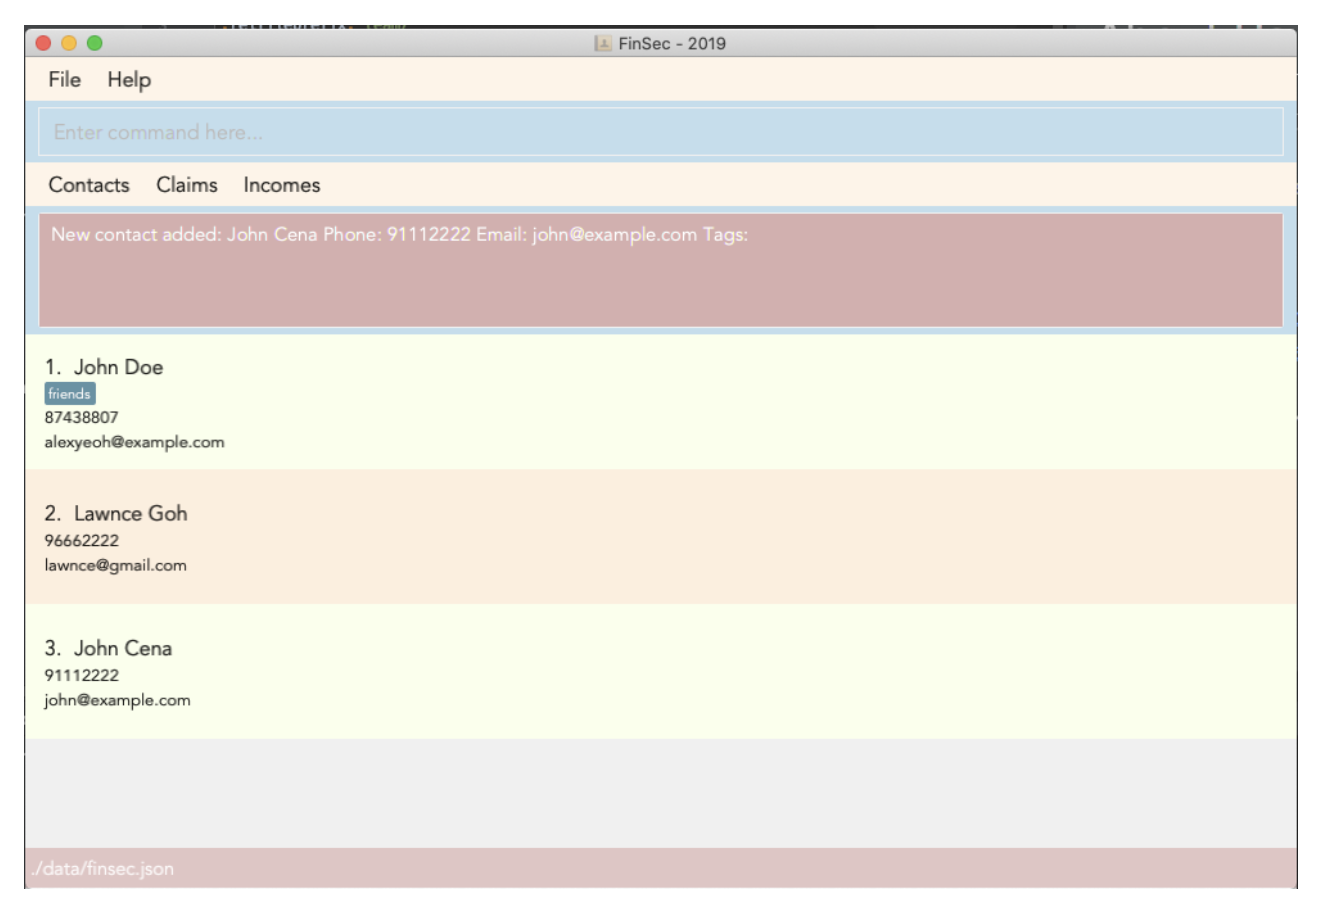 FinSec - 2019
File Help
Enter command here...
Contacts Claims Incomes
New contact added: John Cena Phone: 91112222 Email: john@example.com Tags:
1. John Doe
friends
87438807
alexyeoh@example.com
2. Lawnce Goh
96662222
lawnce@gmail.com
3. John Cena
91112222
john@example.com
./data/finsec.json